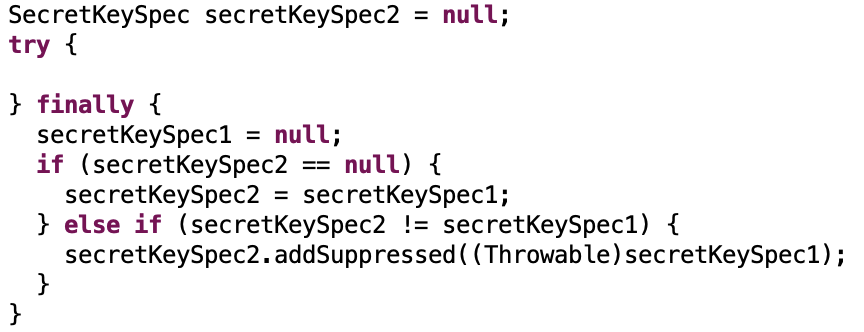 SecretKeySpec secretKeySpec2 = null;
try {

} finally {
  secretKeySpec1 = null;
  if (secretKeySpec2 == null) {
    secretKeySpec2 = secretKeySpec1;
  } else if (secretKeySpec2 != secretKeySpec1) {
    secretKeySpec2.addSuppressed((Throwable)secretKeySpec1);
  }
}